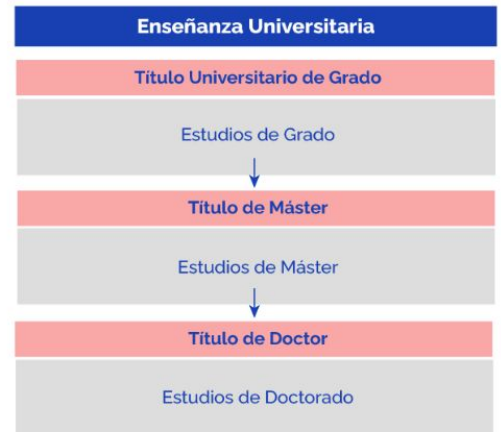 Enseñanza Universitaria
Título Universitario de Grado
Estudios de Grado
Título de Máster
Estudios de Máster
Título de Doctor
Estudios de Doctorado